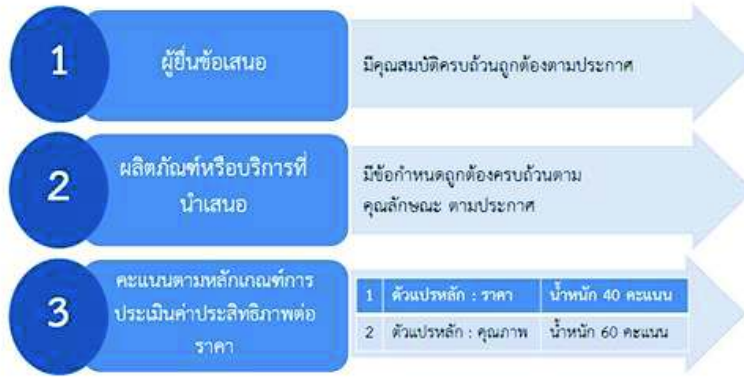 1
ผู้ยื่นข้อเสนอ
มีคุณสมบัติครบถ้วนถูกต้องตามประกาศ
2
ผลิตภัณฑ์หรือบริการที่
นำเสนอ
มีข้อกำหนดถูกต้องครบถ้วนตาม
คุณลักษณะ ตามประกาศ
3
คะแนนตามหลักเกณฑ์การ
ประเมินค่าประสิทธิภาพต่อ
ราคา
1 ตัวแปรหลัก : ราคา น้ำหนัก 40 คะแนน
2 ตัวแปรหลัก : คุณภาพ น้ำหนัก 60 คะแนน